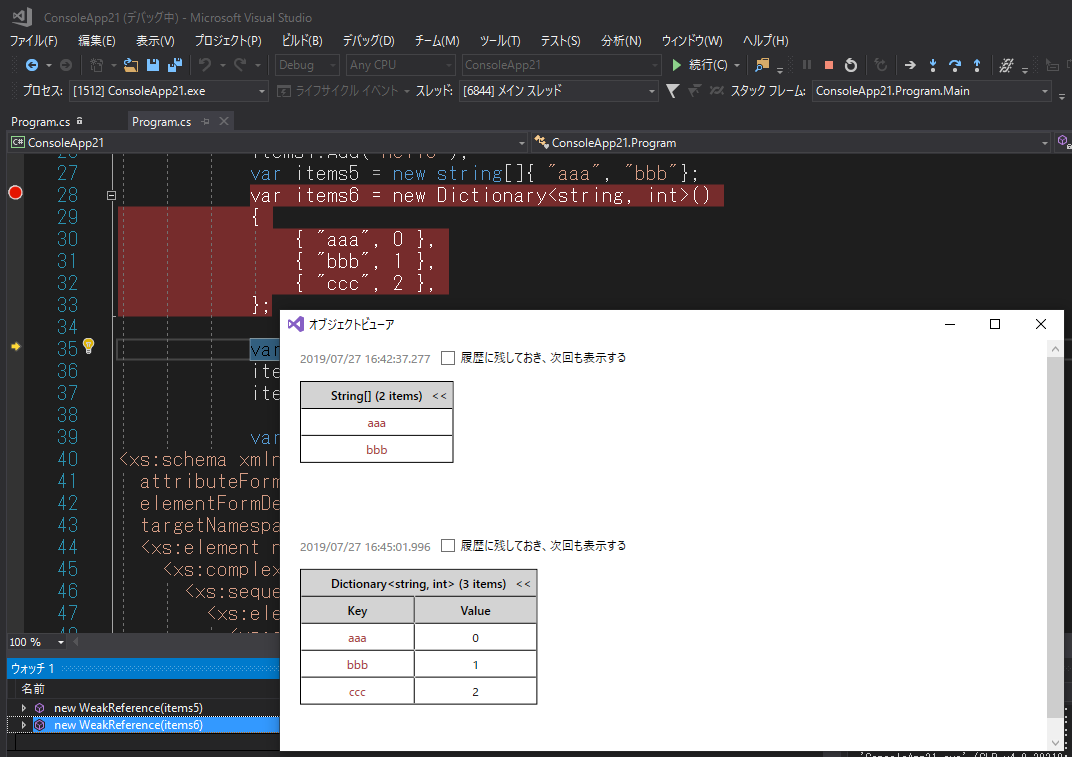 ConsoleApp21 (デバッグ中) - Microsoft Visual Studio
ファイル(F) 編集(E) 表示(V) プロジェクト(P) ビルド(B) デバッグ(D) チーム(M) ツール(T) テスト(S) 分析(N) ウィンドウ(W) ヘルプ(H)
Debug Any CPU ConsoleApp21 続行(C)
プロセス: [1512] ConsoleApp21.exe ライフサイクル イベント スレッド: [6844] メイン スレッド スタック フレーム: ConsoleApp21.Program.Main
Program.cs Program.cs
C# ConsoleApp21 ConsoleApp21.Program
27 var items5 = new string[]{ "aaa", "bbb"};
28 var items6 = new Dictionary<string, int>()
29 {
30 { "aaa", 0 },
31 { "bbb", 1 },
32 { "ccc", 2 },
33 };
34
35 var
36 ite
37 ite
38
39 var
40 <xs:schema xmln
41 attributeForm
42 elementFormDe
43 targetNamespa
44 <xs:element n
45 <xs:complex
46 <xs:seque
47 <xs:ele
100 %
ウォッチ 1
名前
new WeakReference(items5)
new WeakReference(items6)
オブジェクトビューア
2019/07/27 16:42:37.277 履歴に残しておき、次回も表示する
String[] (2 items) <<
aaa
bbb
2019/07/27 16:45:01.996 履歴に残しておき、次回も表示する
Dictionary<string, int> (3 items) <<
Key Value
aaa 0
bbb 1
ccc 2